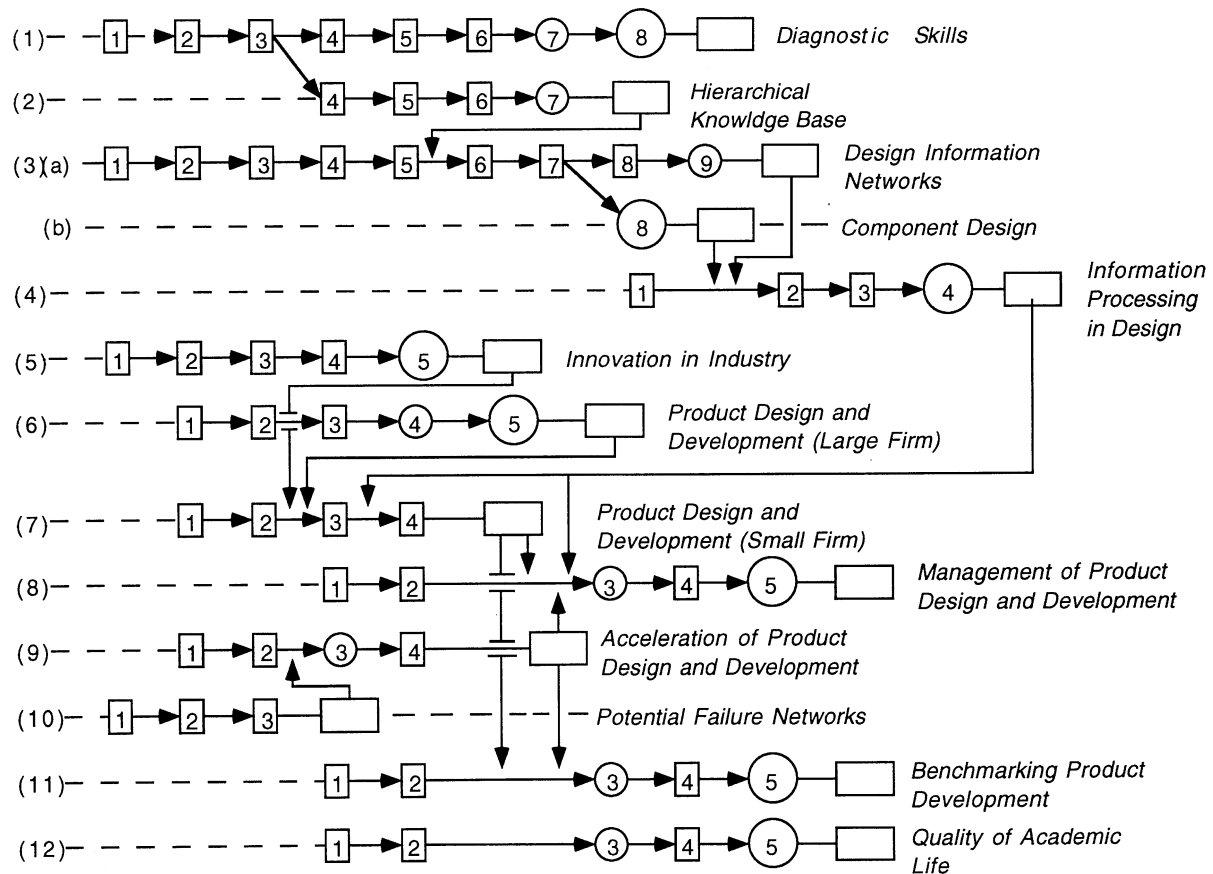 (1) 1 2 3 4 5 6 7 8 Diagnostic Skills
(2) 4 5 6 7 Hierarchical
Knowldge Base
(3)(a) 1 2 3 4 5 6 7 8 9 Design Information
Networks
(b) 8 Component Design
(4) 1 2 3 4 Information
Processing
in Design
(5) 1 2 3 4 5 Innovation in Industry
(6) 1 2 3 4 5 Product Design and
Development (Large Firm)
(7) 1 2 3 4 Product Design and
Development (Small Firm)
(8) 1 2 3 4 5 Management of Product
Design and Development
(9) 1 2 3 4 Acceleration of Product
Design and Development
(10) 1 2 3 Potential Failure Networks
(11) 1 2 3 4 5 Benchmarking Product
Development
(12) 1 2 3 4 5 Quality of Academic
Life